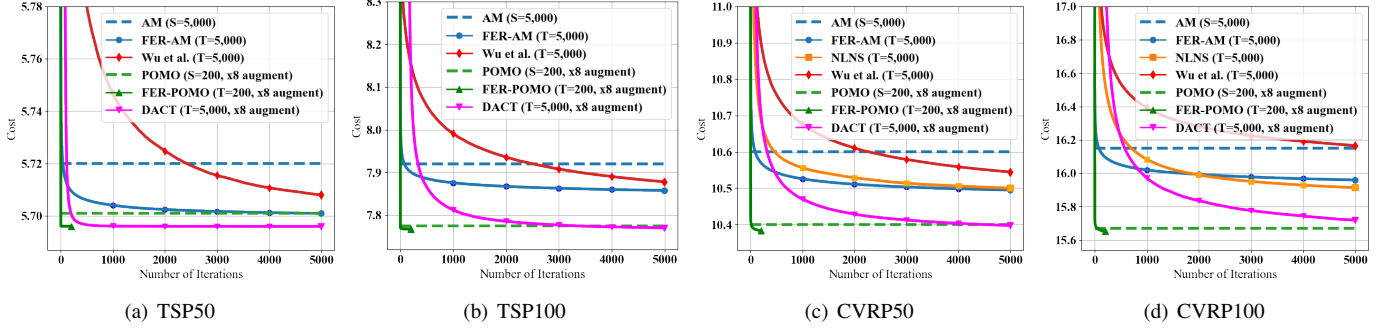 5.78
5.76
5.74
5.72
5.70
Cost
0
1000
2000
3000
4000
5000
Number of Iterations
AM (S=5,000)
FER-AM (T=5,000)
Wu et al. (T=5,000)
POMO (S=200, x8 augment)
FER-POMO (T=200, x8 augment)
DACT (T=5,000, x8 augment)
(a) TSP50
8.3
8.2
8.1
8.0
7.9
7.8
Cost
0
1000
2000
3000
4000
5000
Number of Iterations
AM (S=5,000)
FER-AM (T=5,000)
Wu et al. (T=5,000)
POMO (S=200, x8 augment)
FER-POMO (T=200, x8 augment)
DACT (T=5,000, x8 augment)
(b) TSP100
11.0
10.9
10.8
10.7
10.6
10.5
10.4
10.3
Cost
0
1000
2000
3000
4000
5000
Number of Iterations
AM (S=5,000)
FER-AM (T=5,000)
NLNS (T=5,000)
Wu et al. (T=5,000)
POMO (S=200, x8 augment)
FER-POMO (T=200, x8 augment)
DACT (T=5,000, x8 augment)
(c) CVRP50
17.0
16.8
16.6
16.4
16.2
16.0
15.8
15.6
Cost
0
1000
2000
3000
4000
5000
Number of Iterations
AM (S=5,000)
FER-AM (T=5,000)
NLNS (T=5,000)
Wu et al. (T=5,000)
POMO (S=200, x8 augment)
FER-POMO (T=200, x8 augment)
DACT (T=5,000, x8 augment)
(d) CVRP100